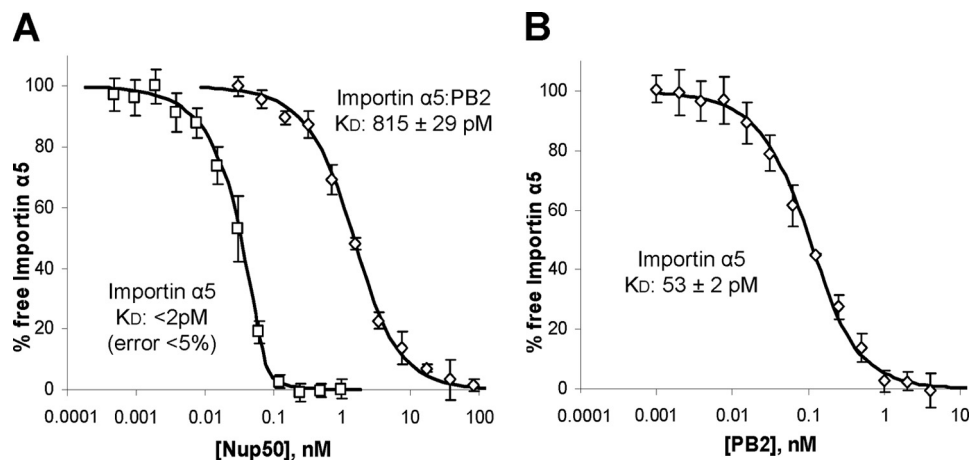 A
100
80
60
40
20
0
% free Importin α5
Importin α5:PB2
KD: 815 ± 29 pM
Importin α5
KD: <2pM
(error <5%)
0.0001 0.001 0.01 0.1 1 10 100
[Nup50], nM
B
100
80
60
40
20
0
% free Importin α5
Importin α5
KD: 53 ± 2 pM
0.0001 0.001 0.01 0.1 1 10
[PB2], nM